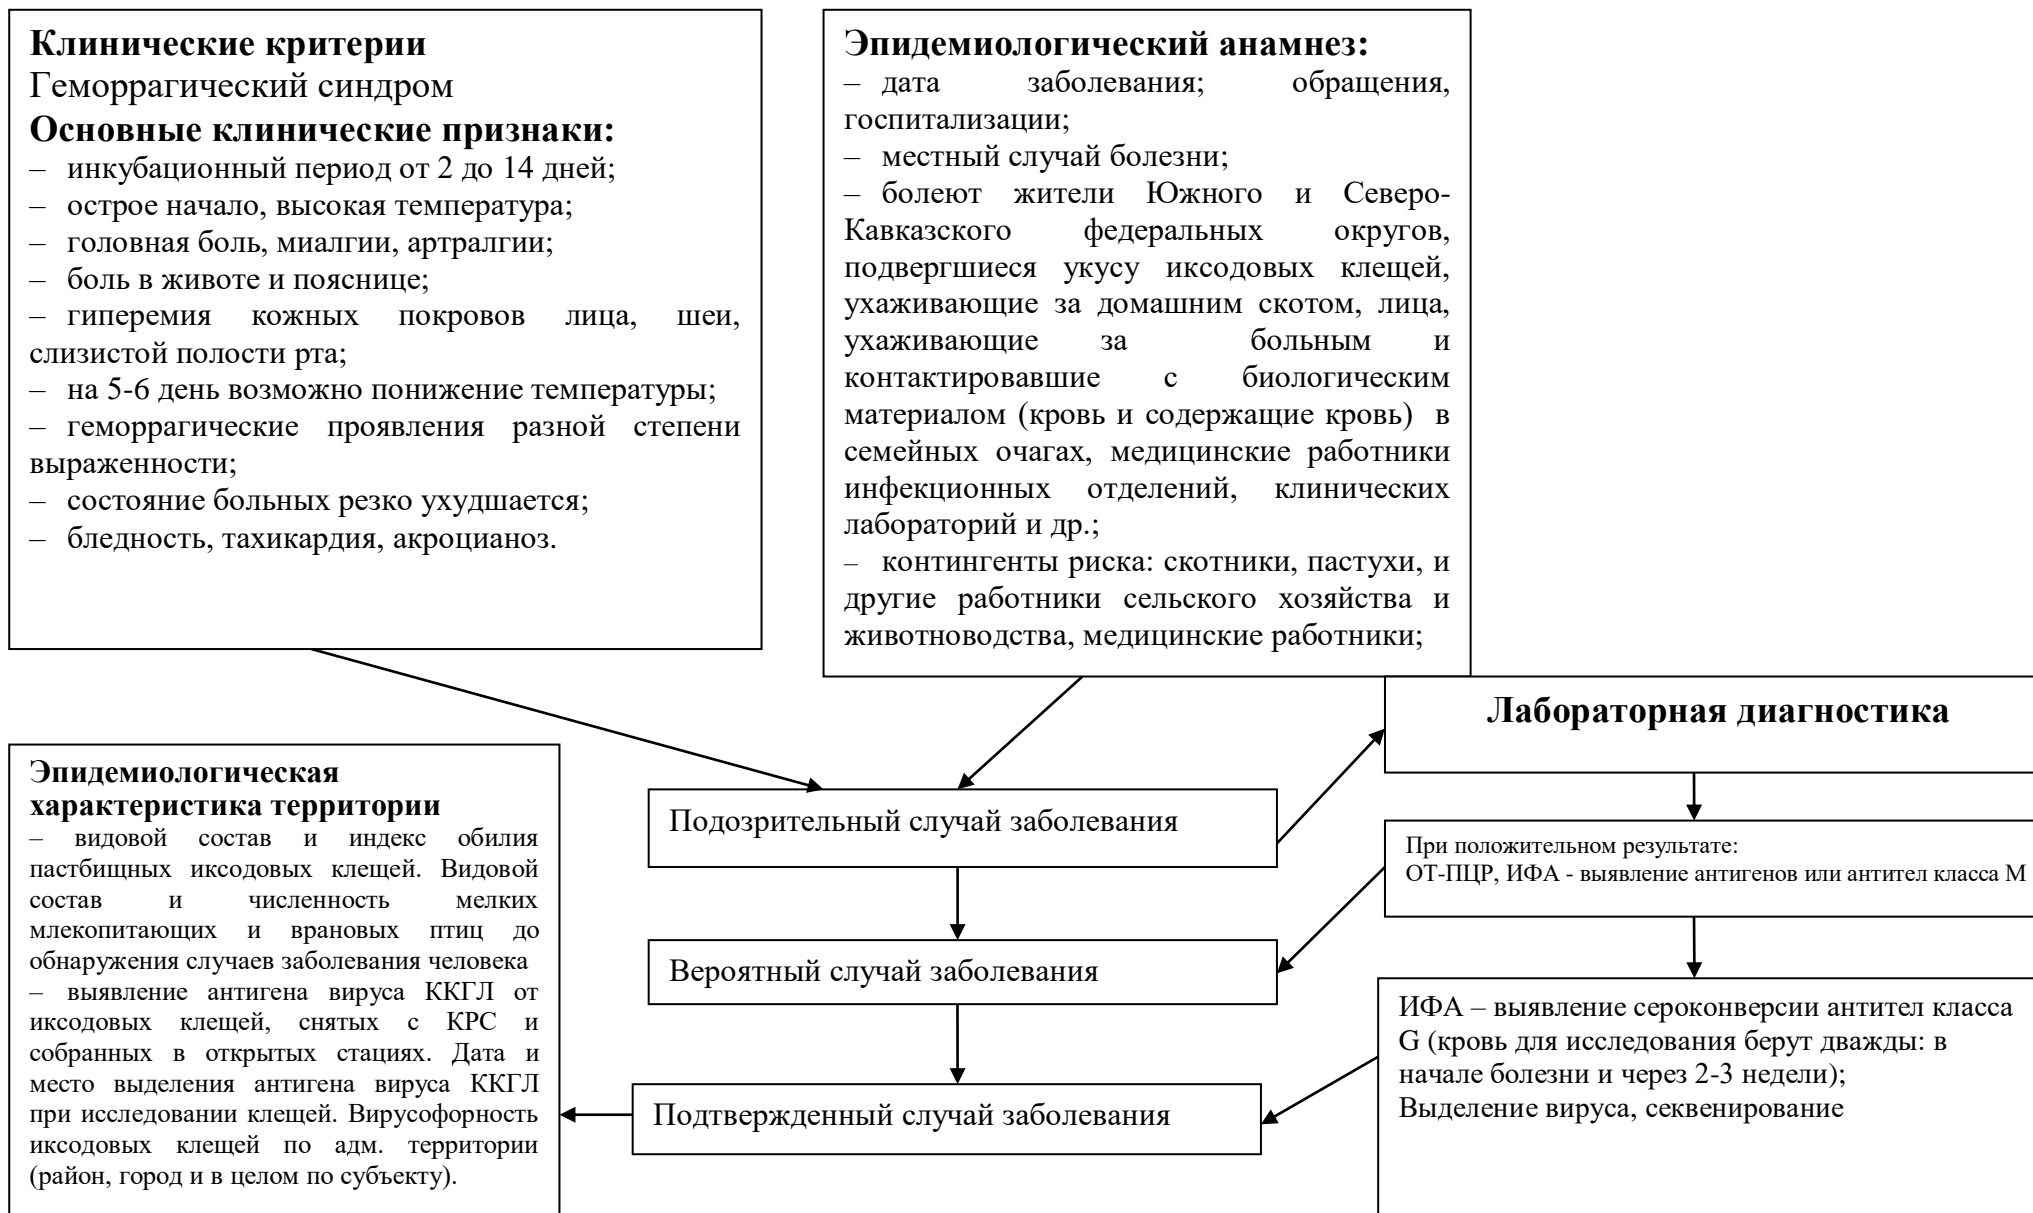 Клинические критерии
Геморрагический синдром
Основные клинические признаки:
– инкубационный период от 2 до 14 дней;
– острое начало, высокая температура;
– головная боль, миалгии, артралгии;
– боль в животе и пояснице;
– гиперемия кожных покровов лица, шеи,
слизистой полости рта;
– на 5-6 день возможно понижение температуры;
– геморрагические проявления разной степени
выраженности;
– состояние больных резко ухудшается;
– бледность, тахикардия, акроцианоз.
Эпидемиологический анамнез:
– дата заболевания; обращения,
госпитализации;
– местный случай болезни;
– болеют жители Южного и Северо-
Кавказского федеральных округов,
подвергшиеся укусу иксодовых клещей,
ухаживающие за домашним скотом, лица,
ухаживающие за больным и
контактировавшие с биологическим
материалом (кровь и содержащие кровь) в
семейных очагах, медицинские работники
инфекционных отделений, клинических
лабораторий и др.;
– контингенты риска: скотники, пастухи, и
другие работники сельского хозяйства и
животноводства, медицинские работники;
Лабораторная диагностика
Эпидемиологическая
характеристика территории
– видовой состав и индекс обилия
пастбищных иксодовых клещей. Видовой
состав и численность мелких
млекопитающих и врановых птиц до
обнаружения случаев заболевания человека
– выявление антигена вируса ККГЛ от
иксодовых клещей, снятых с КРС и
собранных в открытых стациях. Дата и
место выделения антигена вируса ККГЛ
при исследовании клещей. Вирусофорность
иксодовых клещей по адм. территории
(район, город и в целом по субъекту).
Подозрительный случай заболевания
Вероятный случай заболевания
Подтвержденный случай заболевания
При положительном результате:
ОТ-ПЦР, ИФА - выявление антигенов или антител класса М
ИФА – выявление сероконверсии антител класса
G (кровь для исследования берут дважды: в
начале болезни и через 2-3 недели);
Выделение вируса, секвенирование